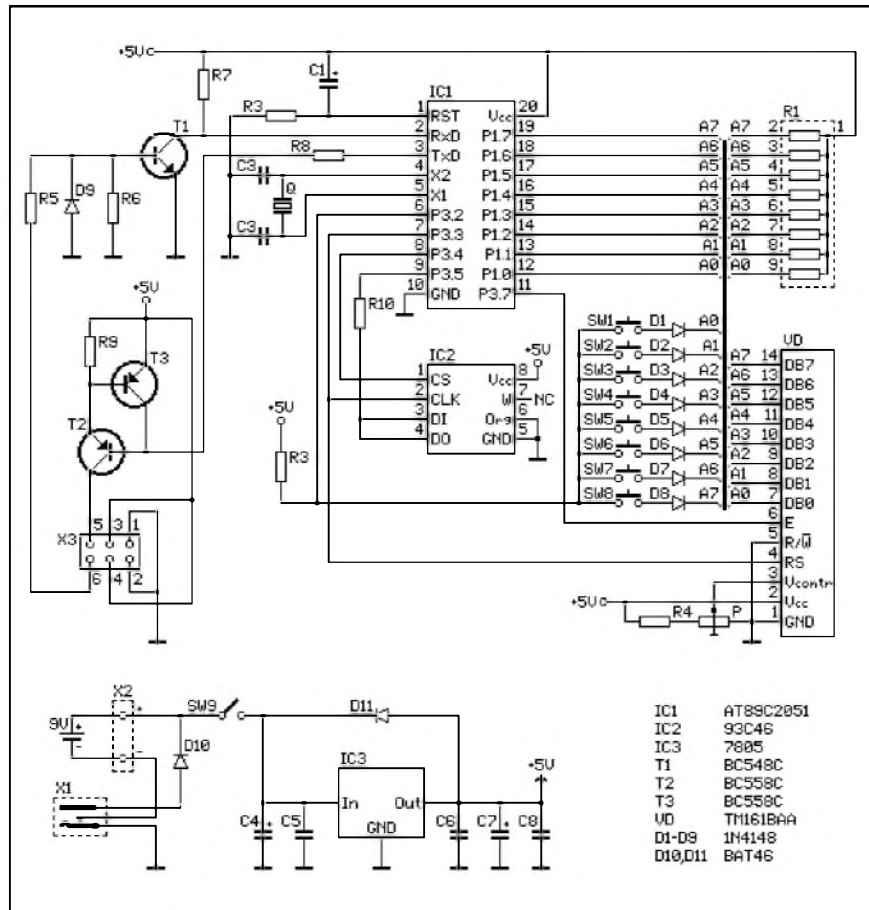 +5V
R7
C1 +
R3
IC1
T1
1 RST Vcc 20
2 RxD P1.7 19
3 TxD P1.6 18
4 X2 P1.5 17
5 X1 P1.4 16
6 P3.2 P1.3 15
7 P3.3 P1.2 14
8 P3.4 P1.1 13
9 P3.5 P1.0 12
10 GND P3.7 11
R8
C3
Q
C3
R5
D9
R6
R10
R1
1
A7 A7 2
A6 A6 3
A5 A5 4
A4 A4 5
A3 A3 6
A2 A2 7
A1 A1 8
A0 A0 9
+5V
R9
T3
T2
X3
5 3 1
6 4 2
IC2
+5V
1 CS Vcc 8
2 CLK W 7 NC
3 DI Org 6
4 DO GND 5
+5V
R3
SW1 D1 A0
SW2 D2 A1
SW3 D3 A2
SW4 D4 A3
SW5 D5 A4
SW6 D6 A5
SW7 D7 A6
SW8 D8 A7
VD
A7 14 DB7
A6 13 DB6
A5 12 DB5
A4 11 DB4
A3 10 DB3
A2 9 DB2
A1 8 DB1
A0 7 DB0
6 E
5 R/W
4 RS
3 Vcontr
2 Vcc
1 GND
+5V
R4 P
X2
SW9
D11
9V + -
+
-
D10
X1
IC3
In Out
GND
+5V
C4 +
C5
C6
C7 +
C8
IC1 AT89C2051
IC2 93C46
IC3 7805
T1 BC548C
T2 BC558C
T3 BC558C
VD TM161BAA
D1-D9 1N4148
D10,D11 BAT46